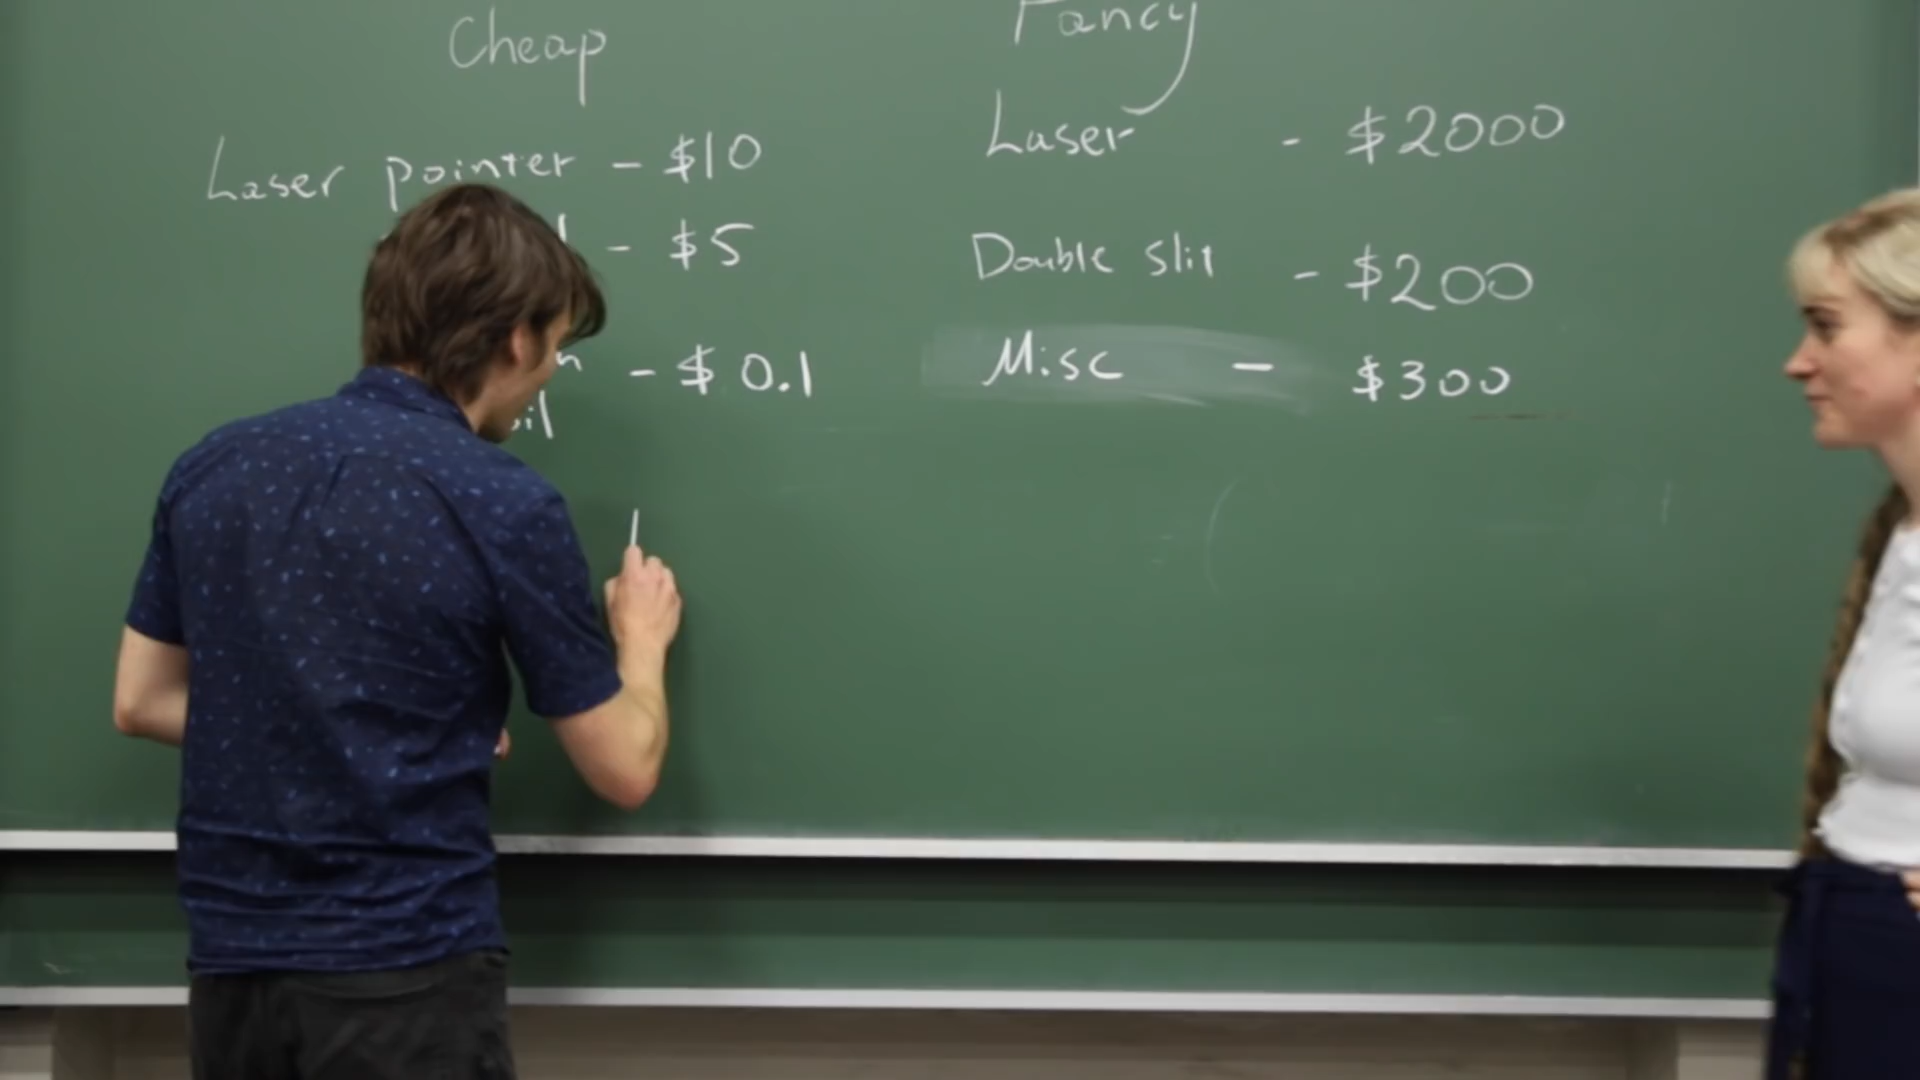 Cheap
Laser pointer - $10
- $5
- $0.1
Fancy
Laser - $2000
Double slit - $200
Misc - $300